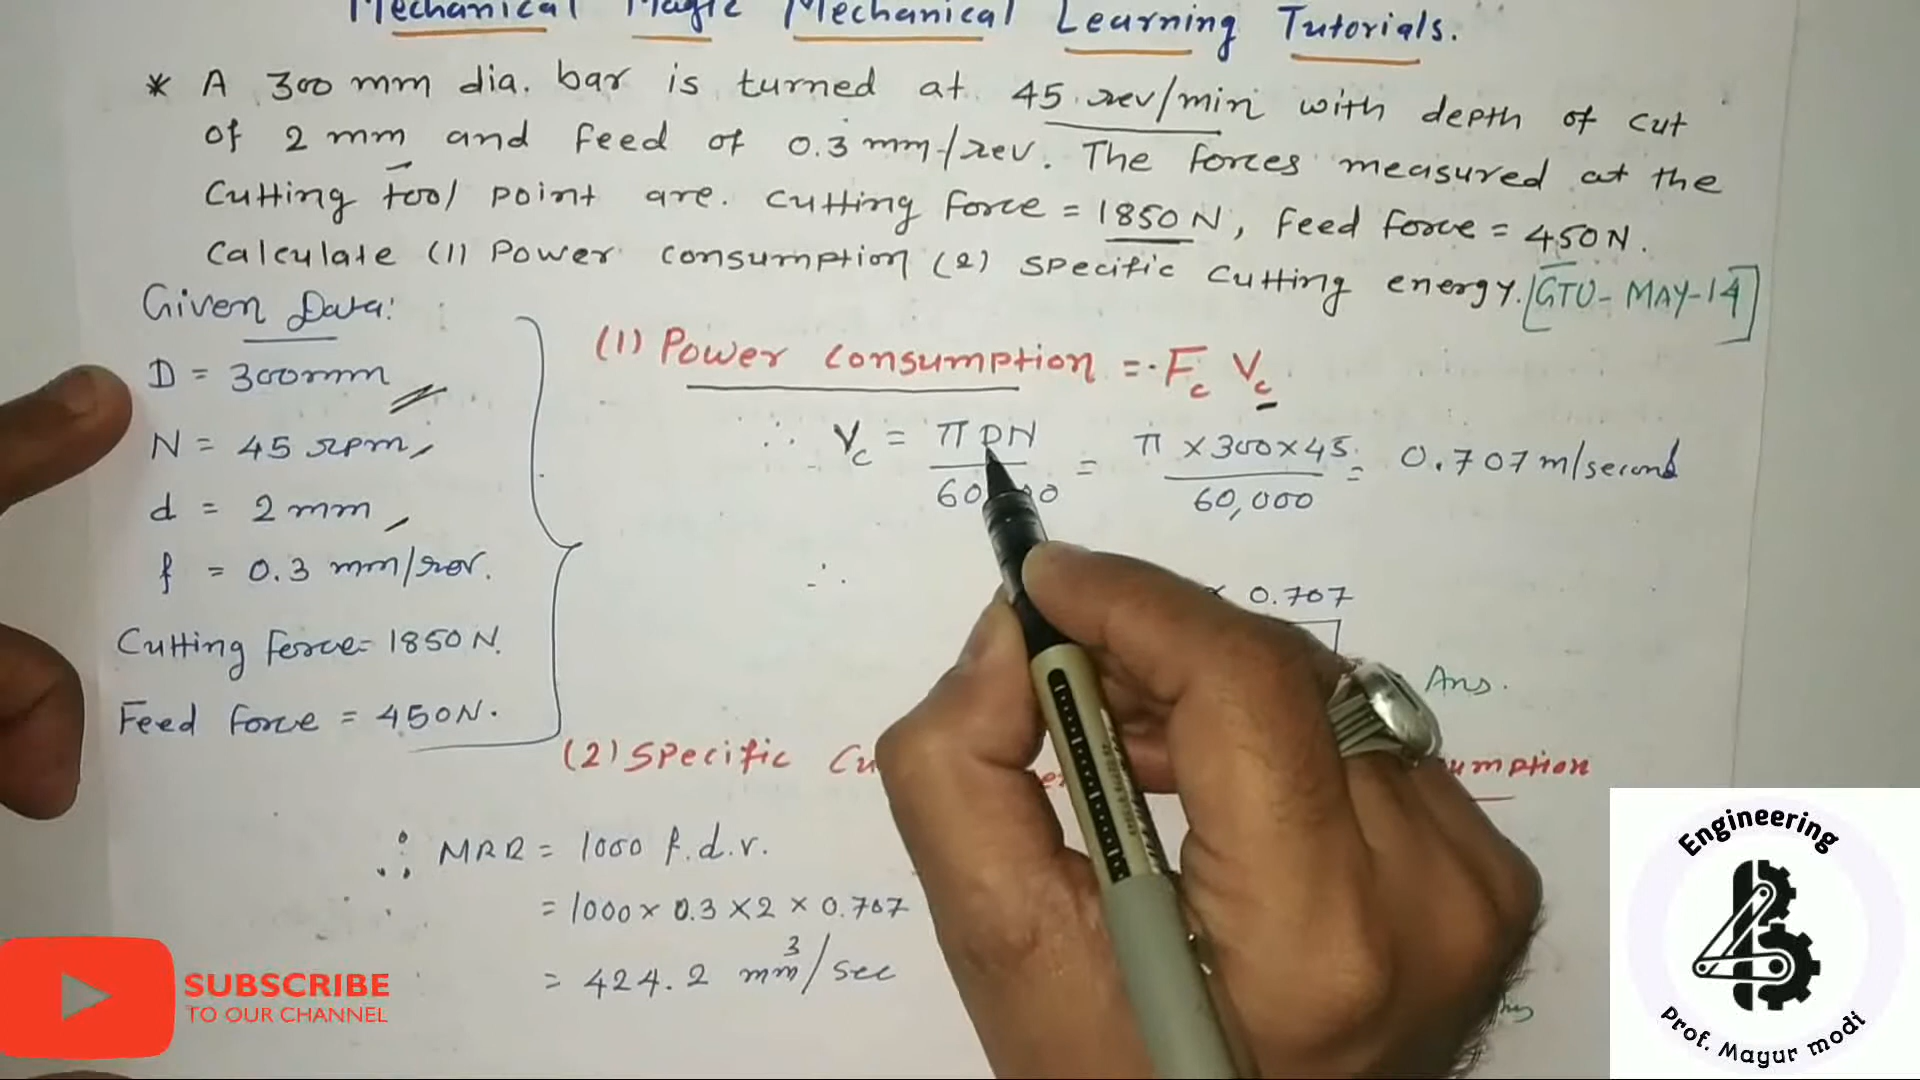 Mechanical Magic Mechanical Learning Tutorials.
* A 300 mm dia. bar is turned at 45 rev/min with depth of cut
of 2 mm and feed of 0.3 mm/rev. The forces measured at the
cutting tool point are. cutting force = 1850 N, feed force = 450N.
Calculate (1) Power consumption (2) specific cutting energy. [GTU- MAY-14]
Given Data:
D = 300mm
N = 45 rpm
d = 2 mm
f = 0.3 mm/rev.
Cutting force= 1850 N.
Feed force = 450N.
(1) Power consumption = Fc Vc
∴ Vc = πDN / 60 = π × 300 × 45 / 60,000 = 0.707 m/second
∴ × 0.707
Ans.
(2) Specific
∴ MRR = 1000 f.d.v.
= 1000 × 0.3 × 2 × 0.707
= 424.2 mm³/sec
SUBSCRIBE
TO OUR CHANNEL
Engineering
Prof. Mayur modi